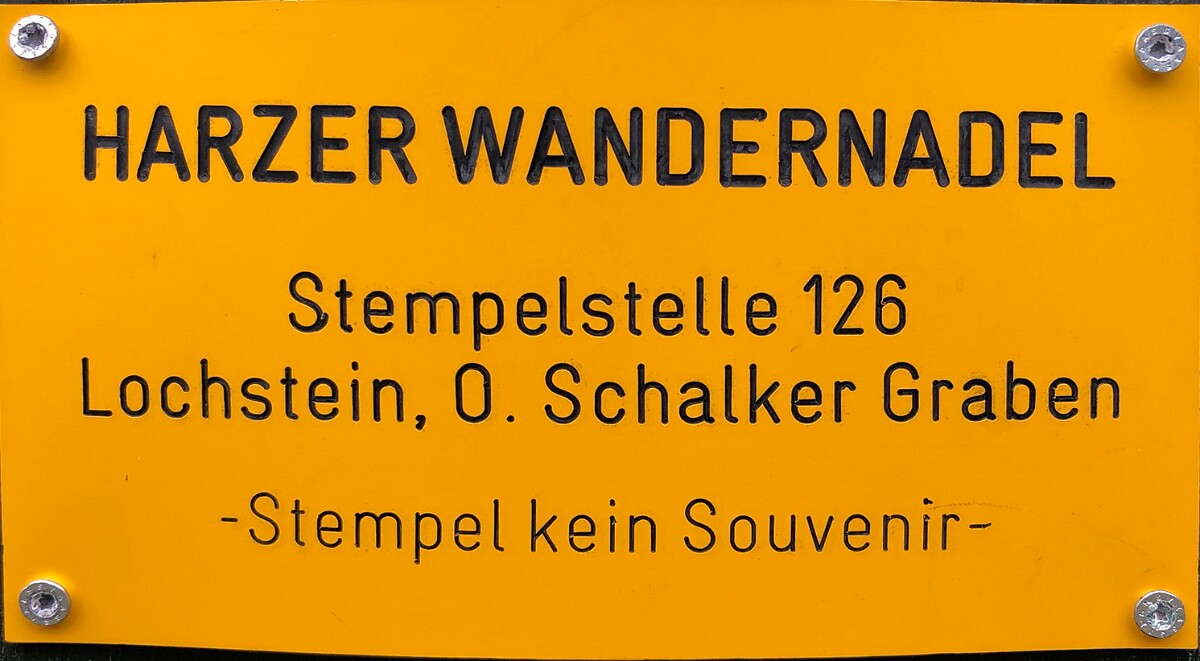 HARZER WANDERNADEL
Stempelstelle 126
Lochstein, O. Schalker Graben
-Stempel kein Souvenir-